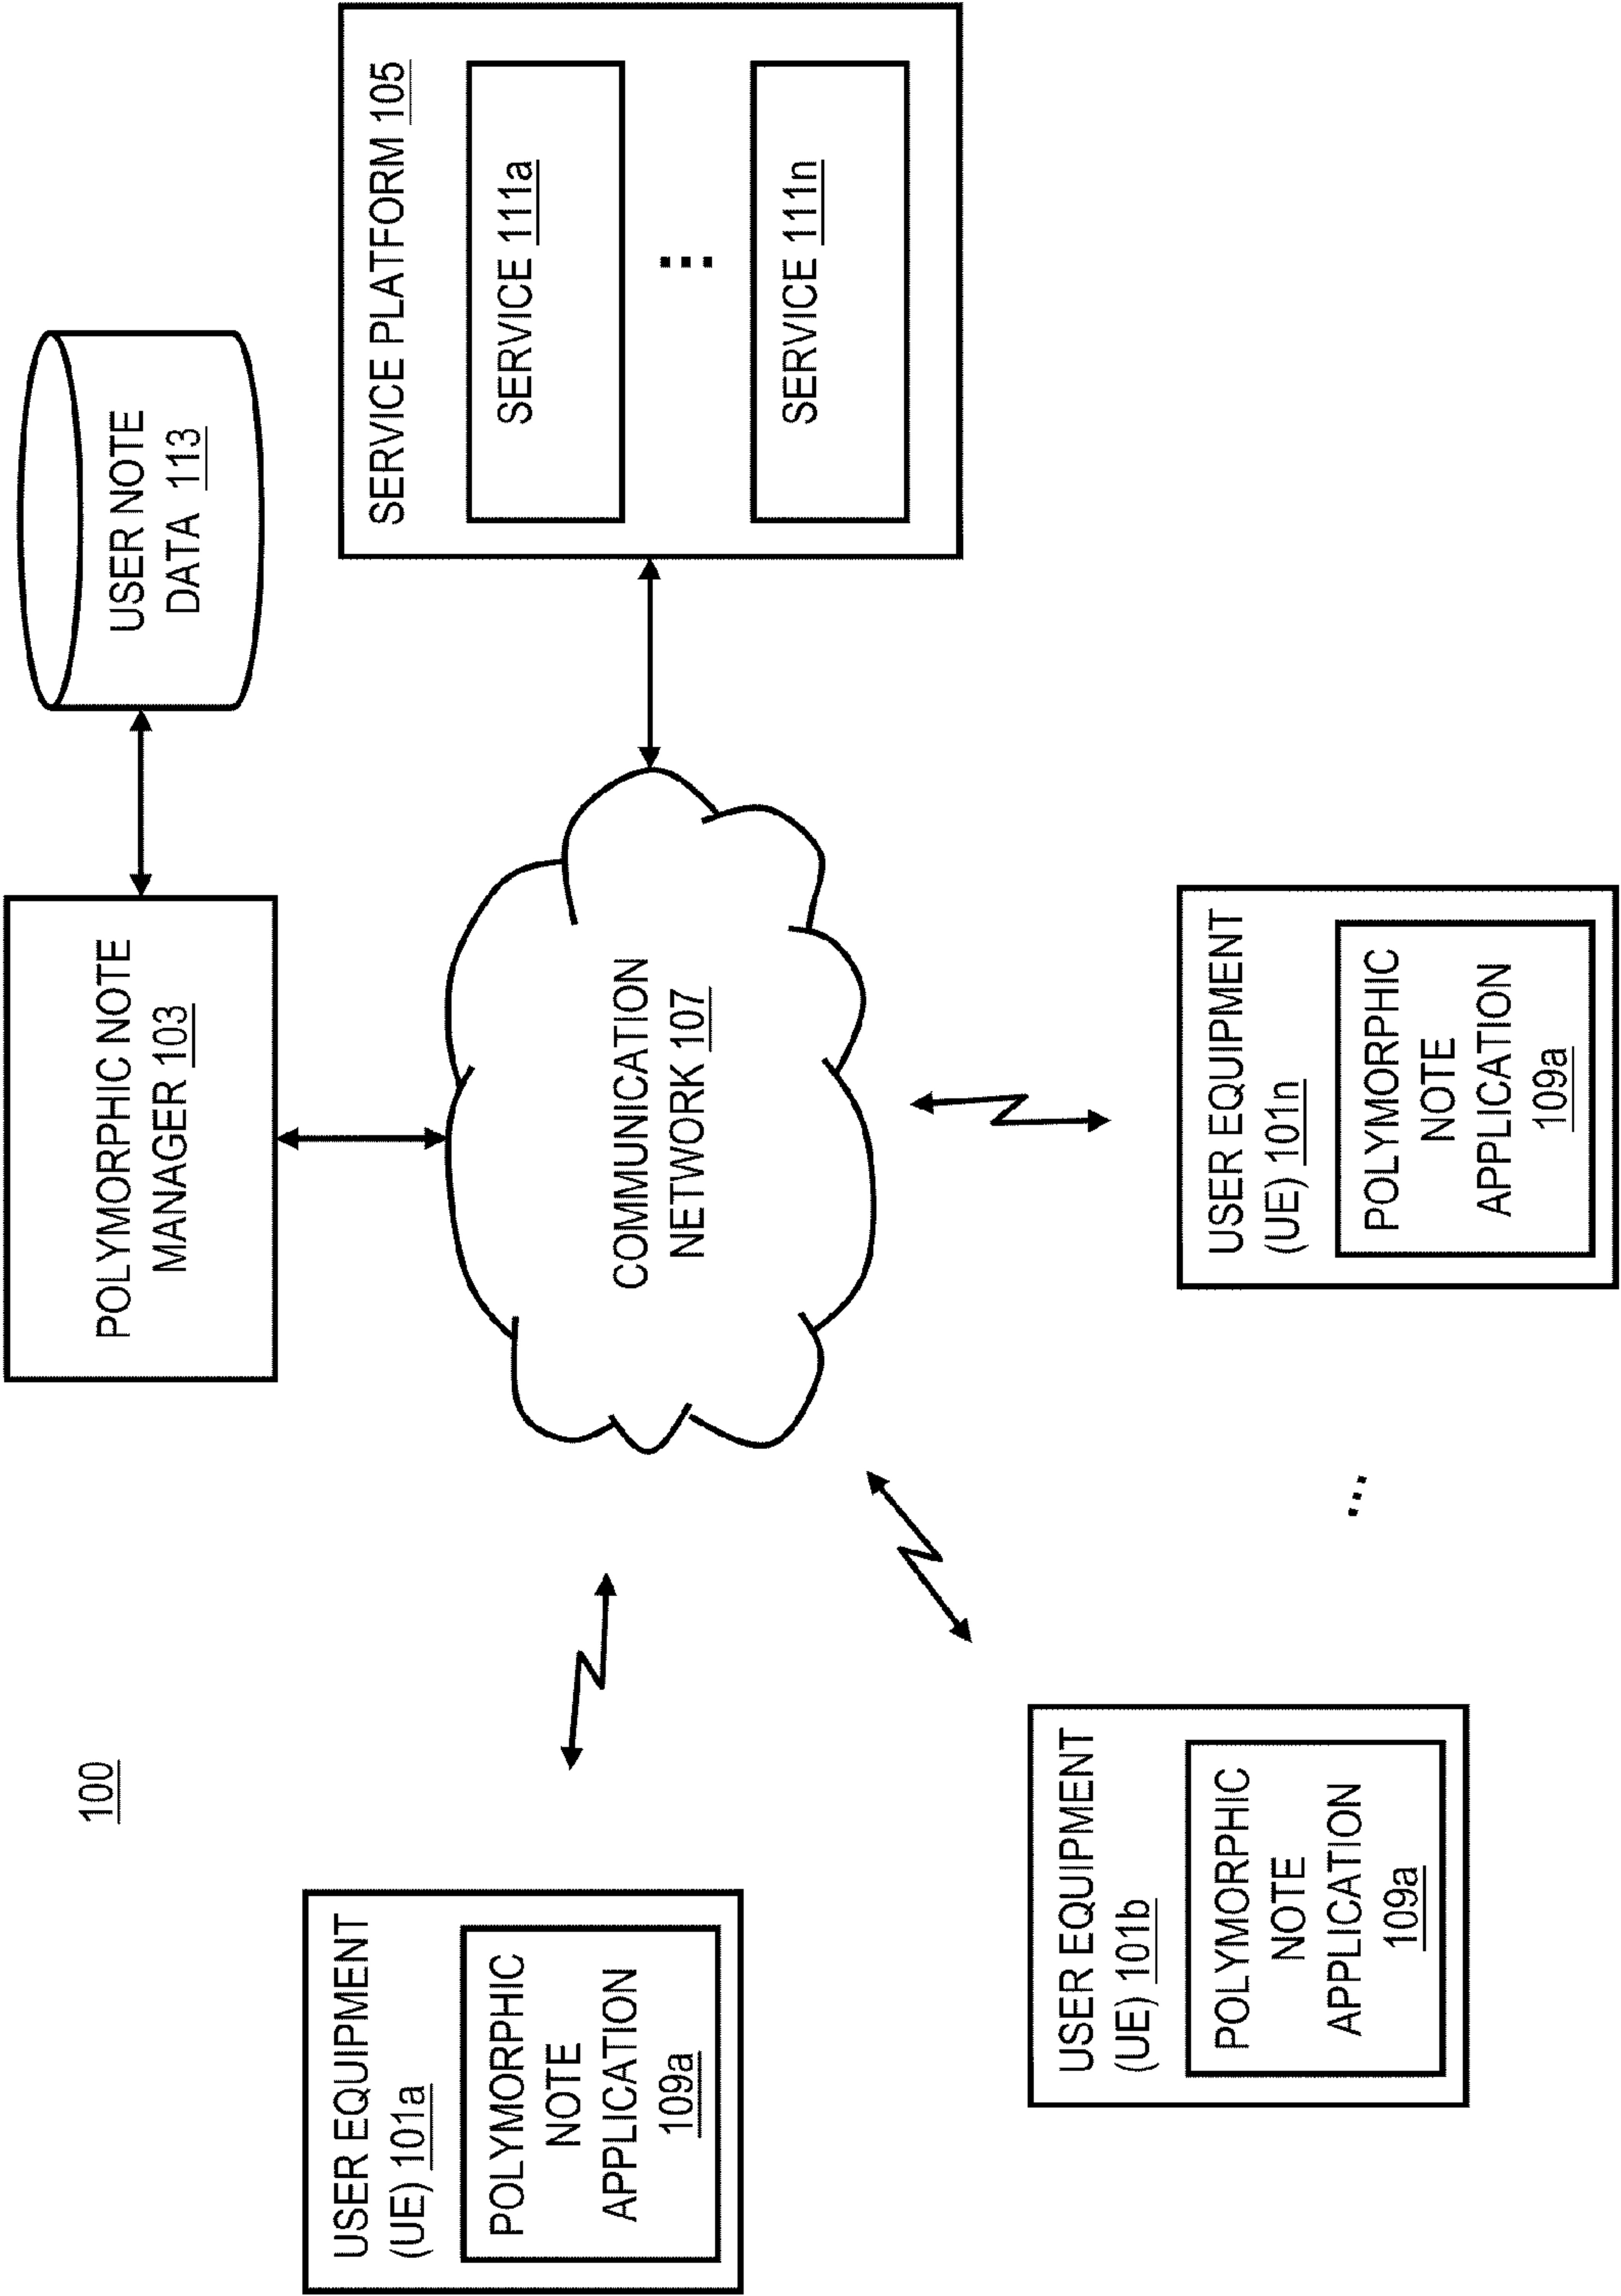 100
POLYMORPHIC NOTE
MANAGER 103
USER NOTE
DATA 113
USER EQUIPMENT
(UE) 101a
POLYMORPHIC
NOTE
APPLICATION
109a
COMMUNICATION
NETWORK 107
SERVICE PLATFORM 105
SERVICE 111a
⋮
SERVICE 111n
USER EQUIPMENT
(UE) 101b
POLYMORPHIC
NOTE
APPLICATION
109a
...
USER EQUIPMENT
(UE) 101n
POLYMORPHIC
NOTE
APPLICATION
109a